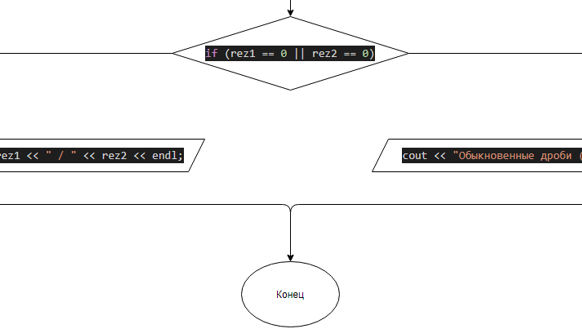 if (rez1 == 0 || rez2 == 0)
rez1 << " / " << rez2 << endl;
cout << "Обыкновенные дроби (
Конец